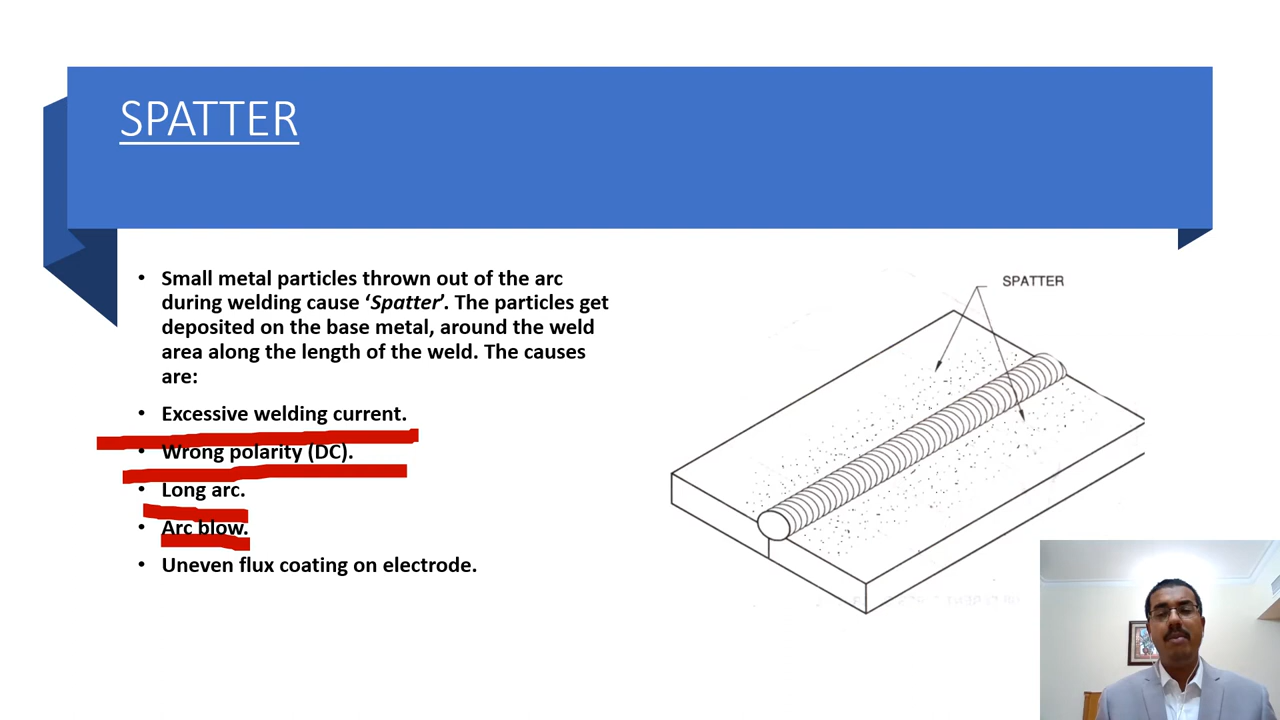 SPATTER
• Small metal particles thrown out of the arc
during welding cause ‘Spatter’. The particles get
deposited on the base metal, around the weld
area along the length of the weld. The causes
are:
• Excessive welding current.
• Wrong polarity (DC).
• Long arc.
• Arc blow.
• Uneven flux coating on electrode.
SPATTER